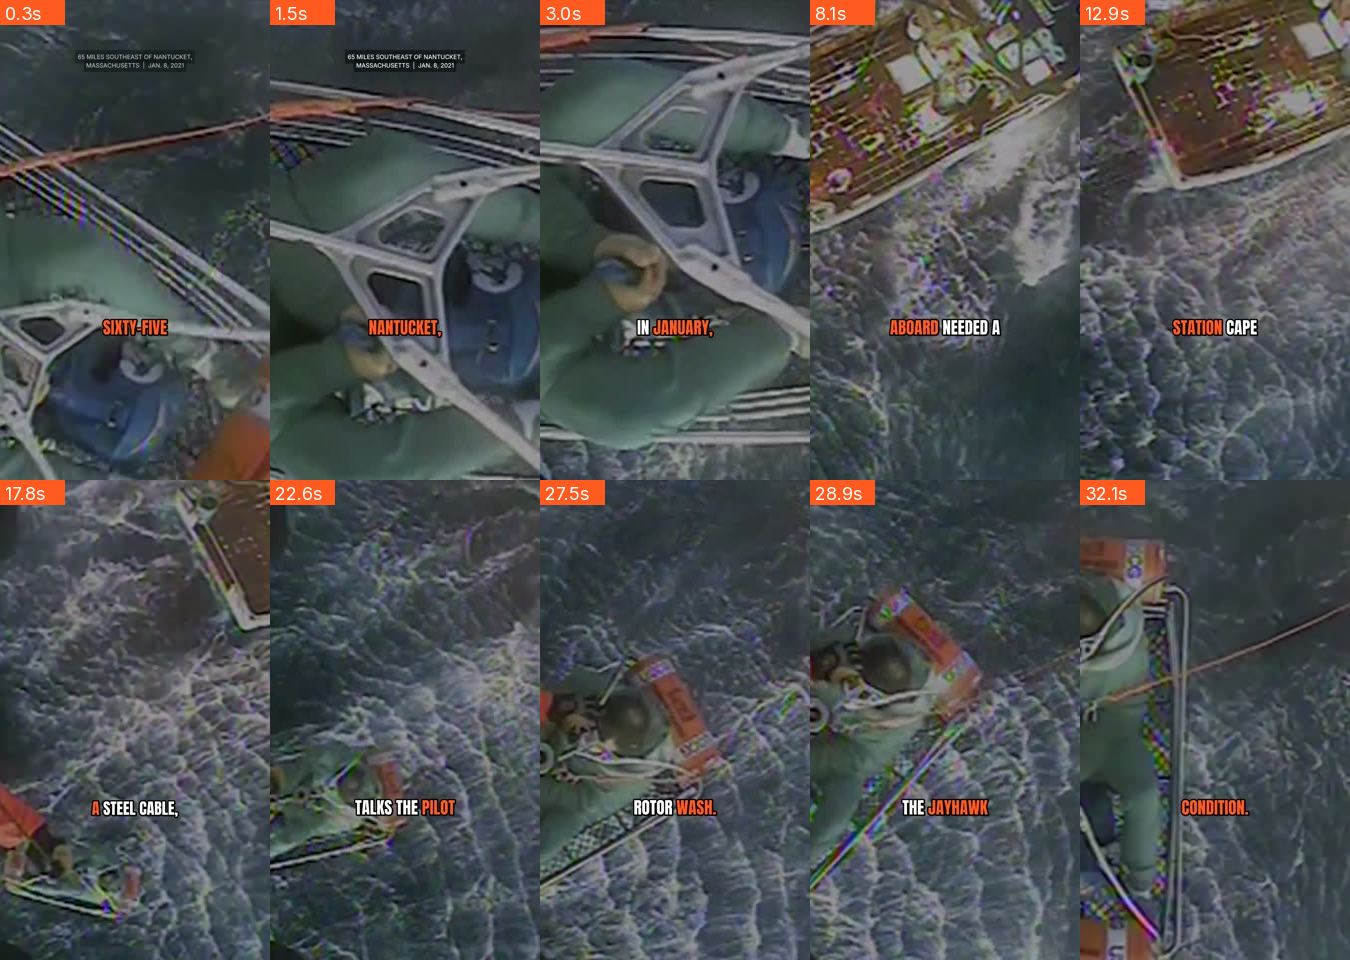 0.3s
65 MILES SOUTHEAST OF NANTUCKET,
MASSACHUSETTS | JAN. 8, 2021
SIXTY-FIVE
1.5s
65 MILES SOUTHEAST OF NANTUCKET,
MASSACHUSETTS | JAN. 8, 2021
NANTUCKET,
3.0s
IN JANUARY,
8.1s
ABOARD NEEDED A
12.9s
STATION CAPE
17.8s
A STEEL CABLE,
22.6s
TALKS THE PILOT
27.5s
ROTOR WASH.
28.9s
THE JAYHAWK
32.1s
CONDITION.